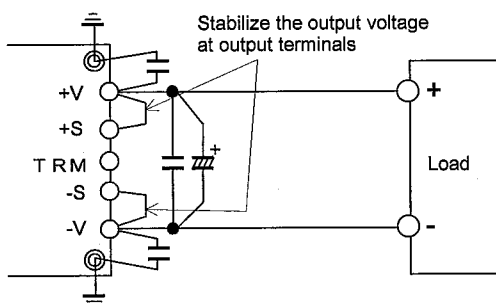 Stabilize the output voltage
at output terminals
+V
+S
TRM
-S
-V
+
+
Load
-